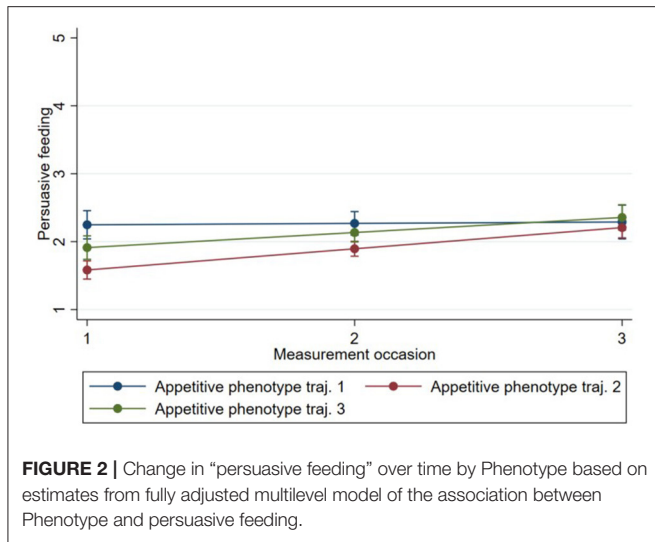 5
4
3
2
1
Persuasive feeding
1 2 3
Measurement occasion
Appetitive phenotype traj. 1 Appetitive phenotype traj. 2
Appetitive phenotype traj. 3
FIGURE 2 | Change in “persuasive feeding” over time by Phenotype based on
estimates from fully adjusted multilevel model of the association between
Phenotype and persuasive feeding.